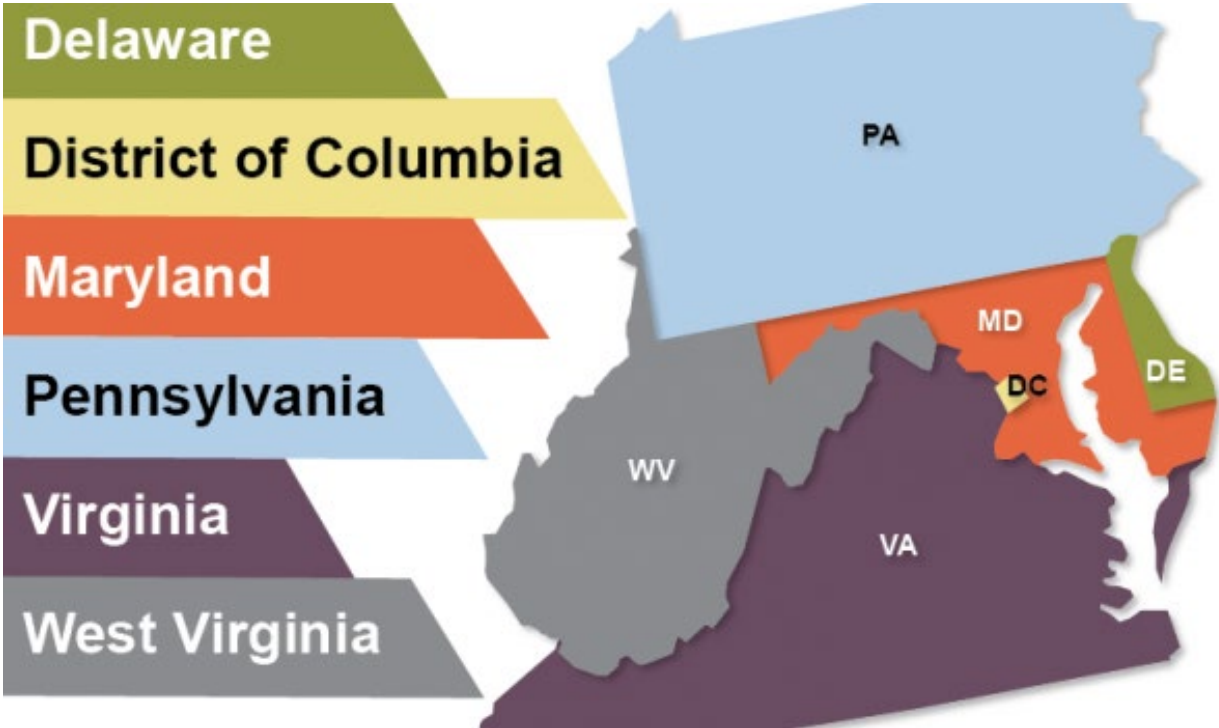 Delaware
District of Columbia
Maryland
Pennsylvania
Virginia
West Virginia
PA
MD
DE
DC
WV
VA